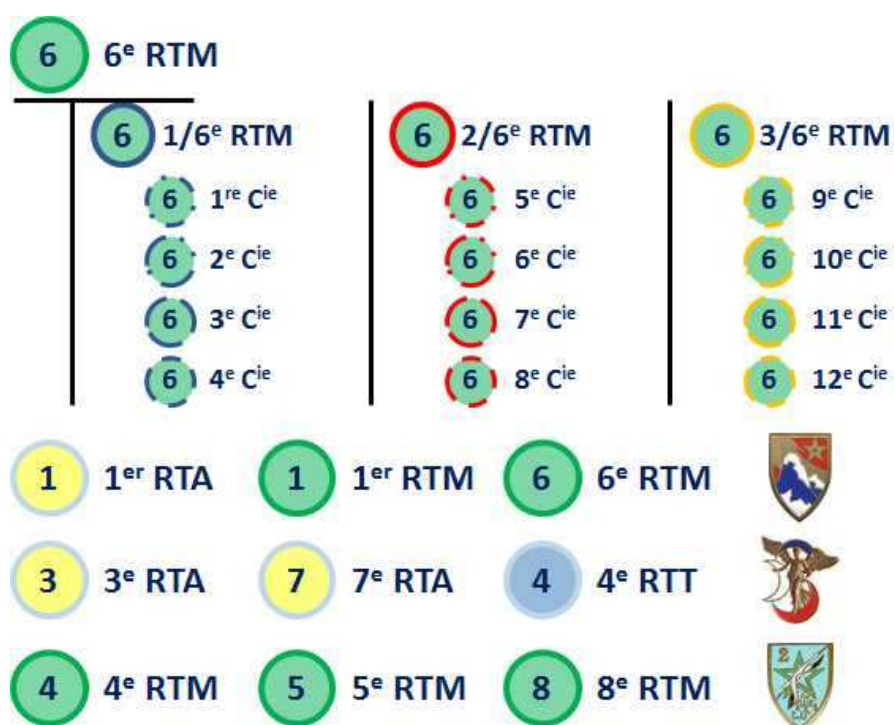 6 6ᵉ RTM
6 1/6ᵉ RTM 6 2/6ᵉ RTM 6 3/6ᵉ RTM
6 1ʳᵉ Cⁱᵉ 6 5ᵉ Cⁱᵉ 6 9ᵉ Cⁱᵉ
6 2ᵉ Cⁱᵉ 6 6ᵉ Cⁱᵉ 6 10ᵉ Cⁱᵉ
6 3ᵉ Cⁱᵉ 6 7ᵉ Cⁱᵉ 6 11ᵉ Cⁱᵉ
6 4ᵉ Cⁱᵉ 6 8ᵉ Cⁱᵉ 6 12ᵉ Cⁱᵉ
1 1ᵉʳ RTA 1 1ᵉʳ RTM 6 6ᵉ RTM
3 3ᵉ RTA 7 7ᵉ RTA 4 4ᵉ RTT
4 4ᵉ RTM 5 5ᵉ RTM 8 8ᵉ RTM 2